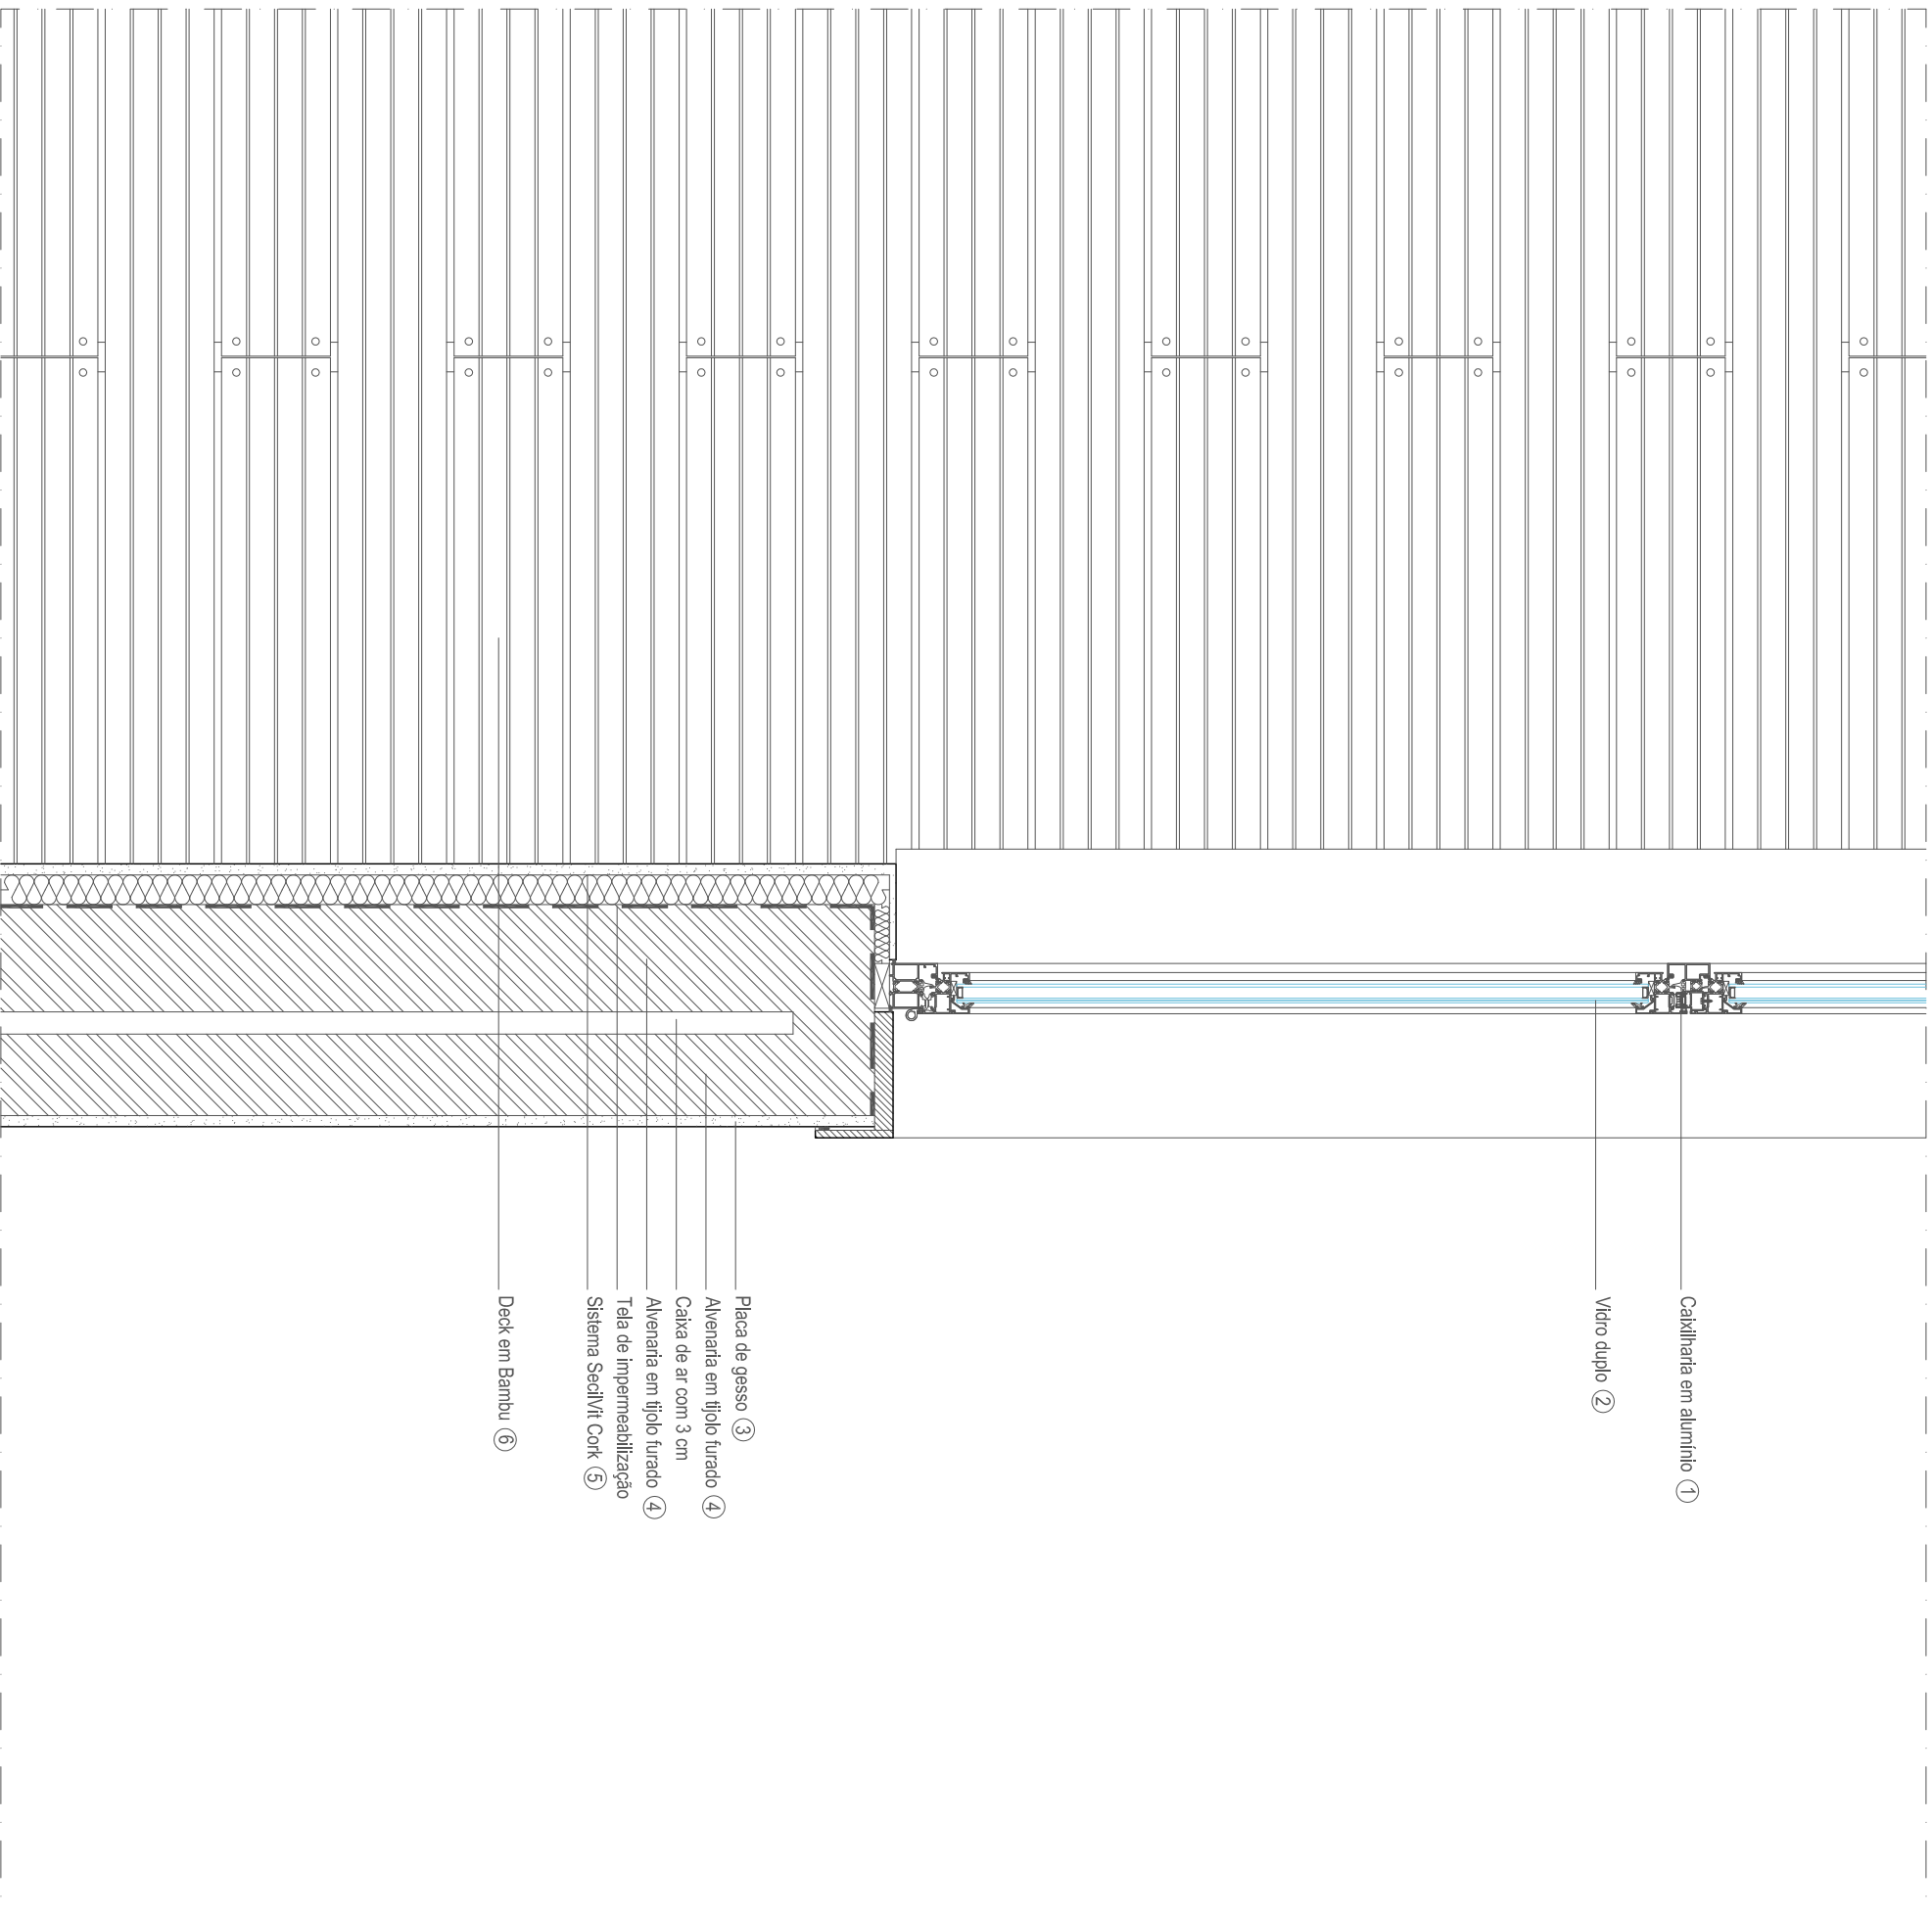 Caixilharia em alumínio 1
Vidro duplo 2
Placa de gesso 3
Alvenaria em tijolo furado 4
Caixa de ar com 3 cm
Alvenaria em tijolo furado 4
Tela de impermeabilização
Sistema SecilVit Cork 5
Deck em Bambu 6